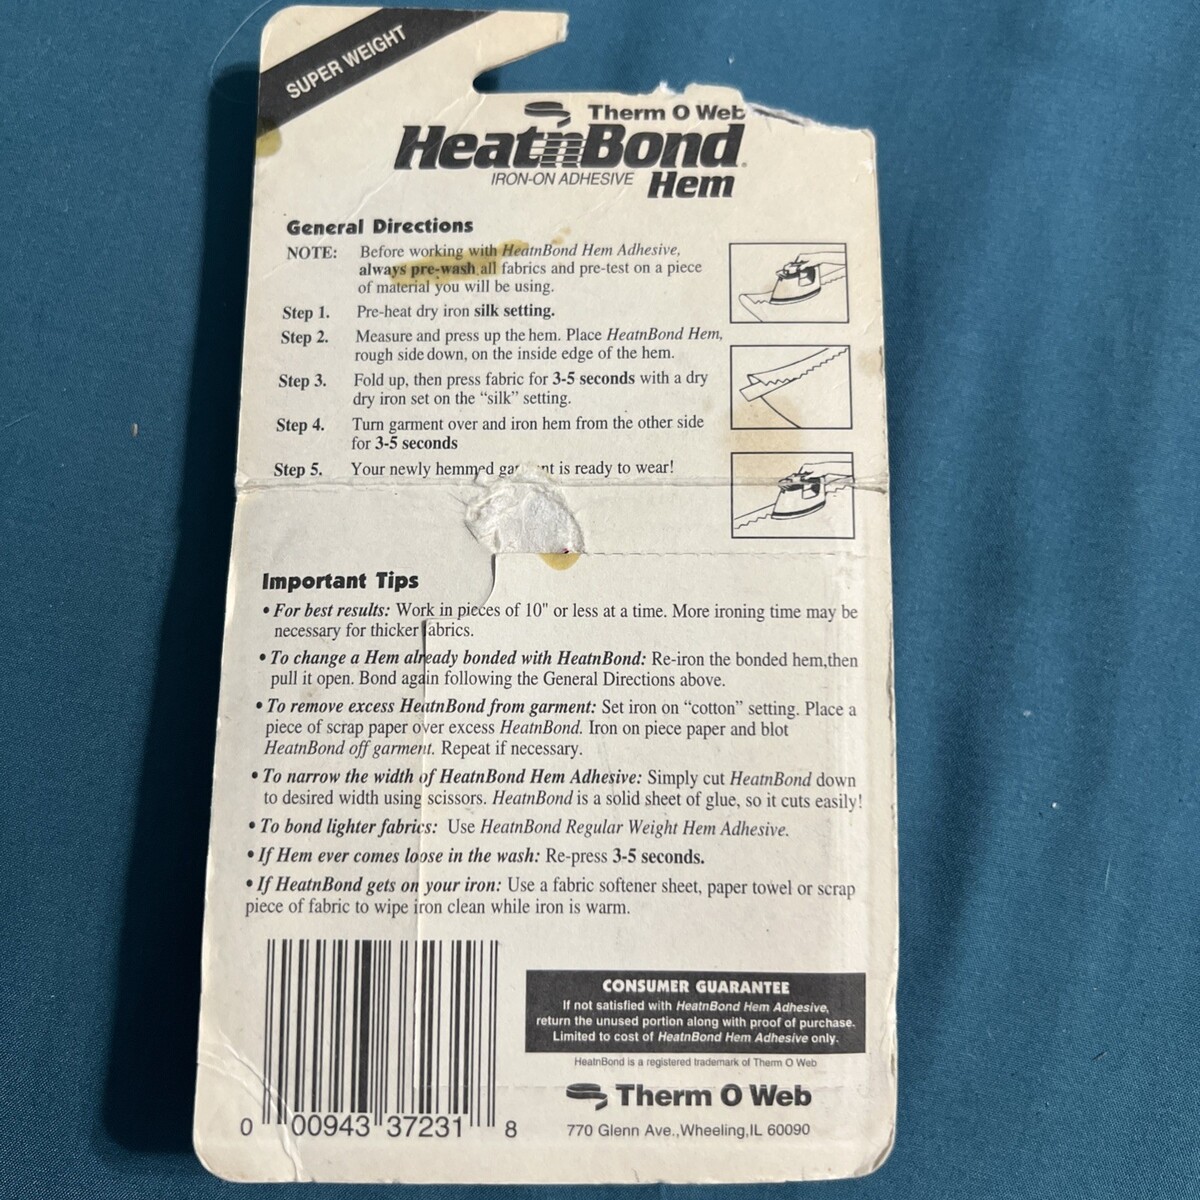 SUPER WEIGHT
Therm O Web
HeatnBond
IRON-ON ADHESIVE Hem
General Directions
NOTE: Before working with HeatnBond Hem Adhesive,
always pre-wash all fabrics and pre-test on a piece
of material you will be using.
Step 1. Pre-heat dry iron silk setting.
Step 2. Measure and press up the hem. Place HeatnBond Hem,
rough side down, on the inside edge of the hem.
Step 3. Fold up, then press fabric for 3-5 seconds with a dry
dry iron set on the “silk” setting.
Step 4. Turn garment over and iron hem from the other side
for 3-5 seconds
Step 5. Your newly hemmed is ready to wear!
Important Tips
• For best results: Work in pieces of 10" or less at a time. More ironing time may be
necessary for thicker fabrics.
• To change a Hem already bonded with HeatnBond: Re-iron the bonded hem,then
pull it open. Bond again following the General Directions above.
• To remove excess HeatnBond from garment: Set iron on “cotton” setting. Place a
piece of scrap paper over excess HeatnBond. Iron on piece paper and blot
HeatnBond off garment. Repeat if necessary.
• To narrow the width of HeatnBond Hem Adhesive: Simply cut HeatnBond down
to desired width using scissors. HeatnBond is a solid sheet of glue, so it cuts easily!
• To bond lighter fabrics: Use HeatnBond Regular Weight Hem Adhesive.
• If Hem ever comes loose in the wash: Re-press 3-5 seconds.
• If HeatnBond gets on your iron: Use a fabric softener sheet, paper towel or scrap
piece of fabric to wipe iron clean while iron is warm.
CONSUMER GUARANTEE
If not satisfied with HeatnBond Hem Adhesive,
return the unused portion along with proof of purchase.
Limited to cost of HeatnBond Hem Adhesive only.
HeatnBond is a registered trademark of Therm O Web
Therm O Web
770 Glenn Ave.,Wheeling,IL 60090
0 00943 37231 8